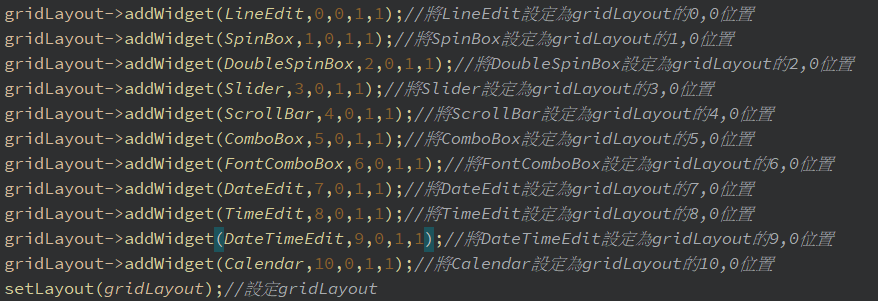 gridLayout->addWidget(LineEdit,0,0,1,1);//將LineEdit設定為gridLayout的0,0位置
gridLayout->addWidget(SpinBox,1,0,1,1);//將SpinBox設定為gridLayout的1,0位置
gridLayout->addWidget(DoubleSpinBox,2,0,1,1);//將DoubleSpinBox設定為gridLayout的2,0位置
gridLayout->addWidget(Slider,3,0,1,1);//將Slider設定為gridLayout的3,0位置
gridLayout->addWidget(ScrollBar,4,0,1,1);//將ScrollBar設定為gridLayout的4,0位置
gridLayout->addWidget(ComboBox,5,0,1,1);//將ComboBox設定為gridLayout的5,0位置
gridLayout->addWidget(FontComboBox,6,0,1,1);//將FontComboBox設定為gridLayout的6,0位置
gridLayout->addWidget(DateEdit,7,0,1,1);//將DateEdit設定為gridLayout的7,0位置
gridLayout->addWidget(TimeEdit,8,0,1,1);//將TimeEdit設定為gridLayout的8,0位置
gridLayout->addWidget(DateTimeEdit,9,0,1,1);//將DateTimeEdit設定為gridLayout的9,0位置
gridLayout->addWidget(Calendar,10,0,1,1);//將Calendar設定為gridLayout的10,0位置
setLayout(gridLayout);//設定gridLayout